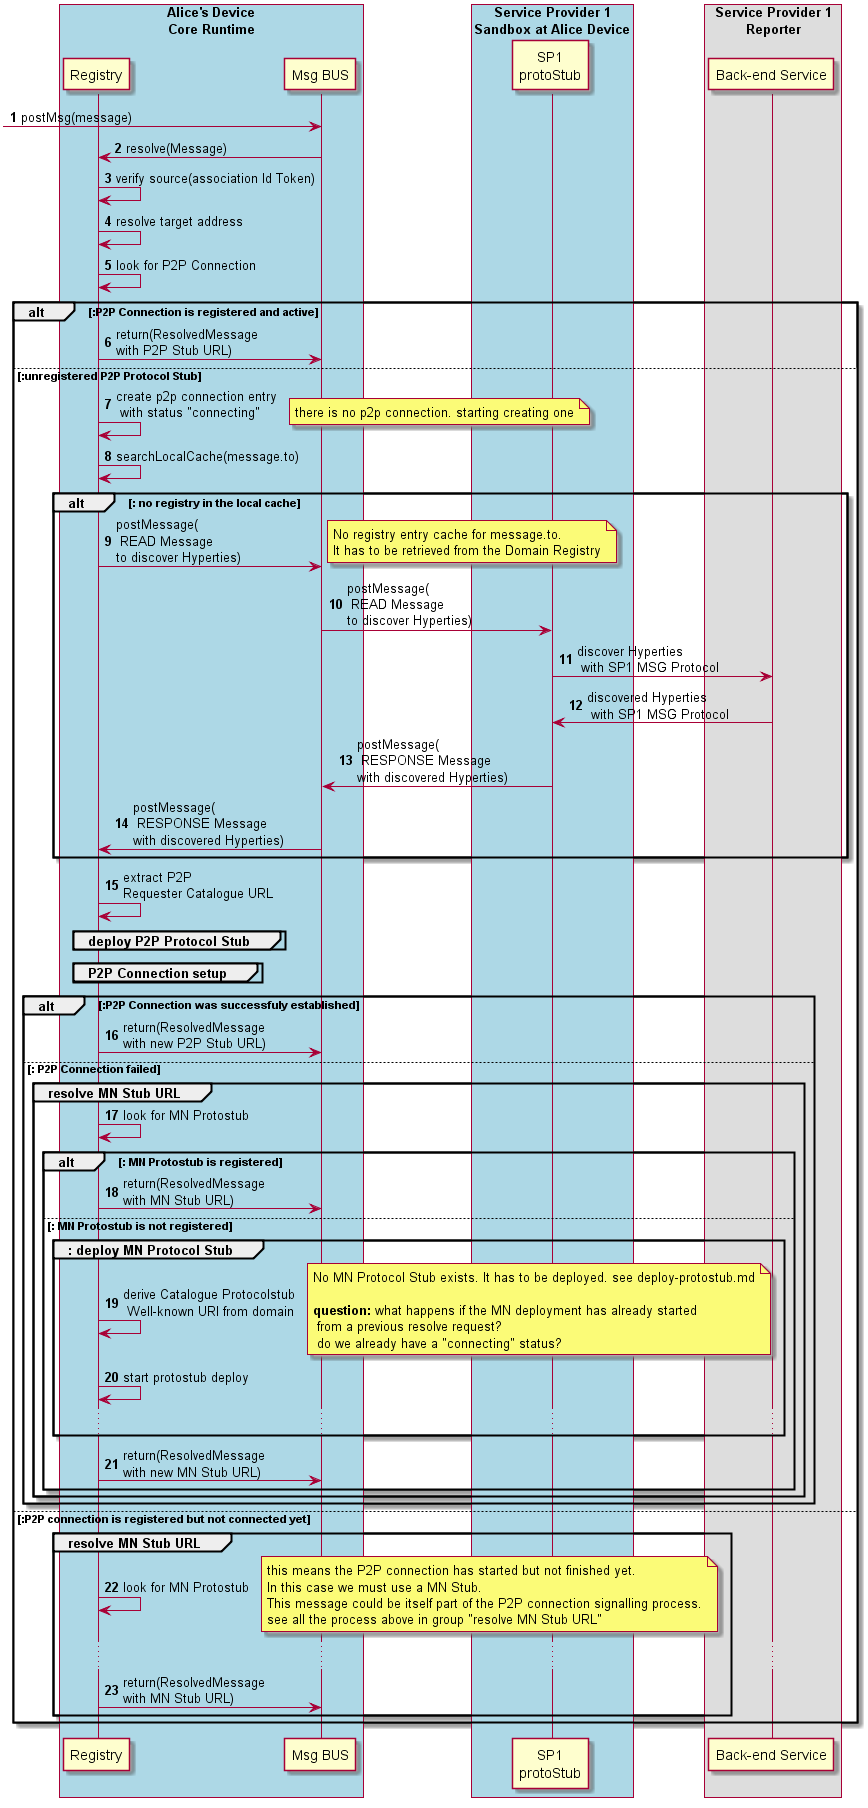 Alice's Device
Core Runtime
Service Provider 1
Sandbox at Alice Device
Service Provider 1
Reporter
Registry
Msg BUS
SP1
protoStub
Back-end Service
1 postMsg(message)
2 resolve(Message)
3 verify source(association Id Token)
4 resolve target address
5 look for P2P Connection
alt [:P2P Connection is registered and active]
6 return(ResolvedMessage
with P2P Stub URL)
[:unregistered P2P Protocol Stub]
7 create p2p connection entry
with status "connecting"
there is no p2p connection. starting creating one
8 searchLocalCache(message.to)
alt [: no registry in the local cache]
9 postMessage(
READ Message
to discover Hyperties)
No registry entry cache for message.to.
It has to be retrieved from the Domain Registry
10 postMessage(
READ Message
to discover Hyperties)
11 discover Hyperties
with SP1 MSG Protocol
12 discovered Hyperties
with SP1 MSG Protocol
13 postMessage(
RESPONSE Message
with discovered Hyperties)
14 postMessage(
RESPONSE Message
with discovered Hyperties)
15 extract P2P
Requester Catalogue URL
deploy P2P Protocol Stub
P2P Connection setup
alt [:P2P Connection was successfuly established]
16 return(ResolvedMessage
with new P2P Stub URL)
[: P2P Connection failed]
resolve MN Stub URL
17 look for MN Protostub
alt [: MN Protostub is registered]
18 return(ResolvedMessage
with MN Stub URL)
[: MN Protostub is not registered]
: deploy MN Protocol Stub
19 derive Catalogue Protocolstub
Well-known URI from domain
No MN Protocol Stub exists. It has to be deployed. see deploy-protostub.md
question: what happens if the MN deployment has already started
from a previous resolve request?
do we already have a "connecting" status?
20 start protostub deploy
21 return(ResolvedMessage
with new MN Stub URL)
[:P2P connection is registered but not connected yet]
resolve MN Stub URL
22 look for MN Protostub
this means the P2P connection has started but not finished yet.
In this case we must use a MN Stub.
This message could be itself part of the P2P connection signalling process.
see all the process above in group "resolve MN Stub URL"
23 return(ResolvedMessage
with MN Stub URL)
Registry
Msg BUS
SP1
protoStub
Back-end Service